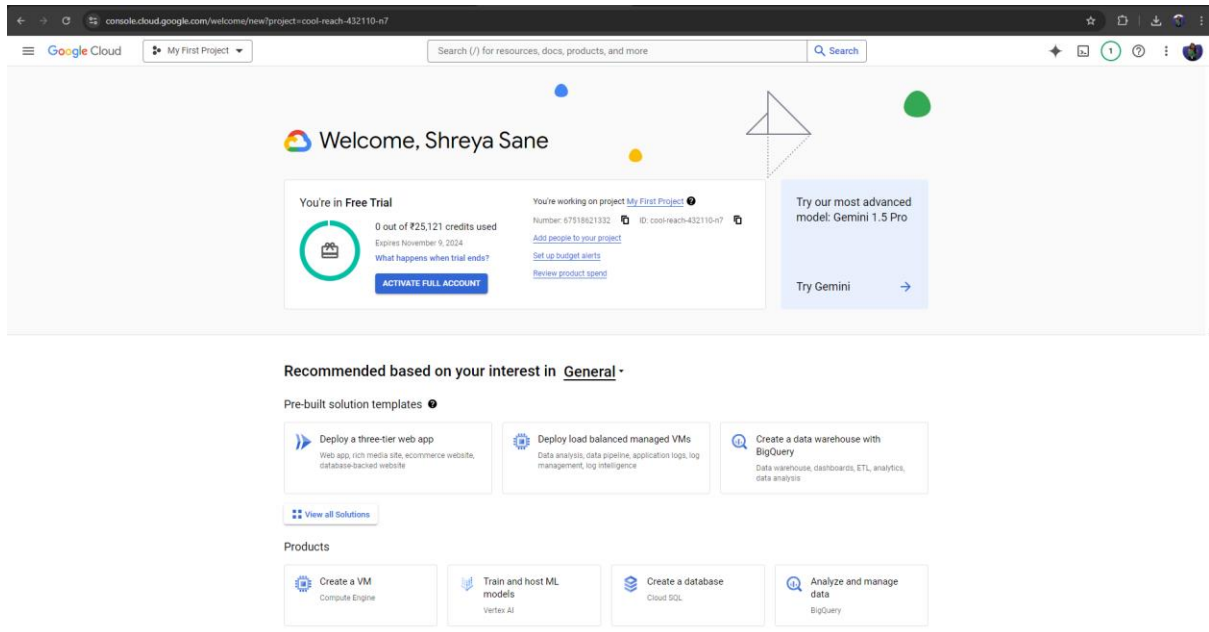 console.cloud.google.com/welcome/new?project=cool-reach-432110-n7
Google Cloud
My First Project
Search (/) for resources, docs, products, and more
Search
1
Welcome, Shreya Sane
You're in Free Trial
0 out of ₹25,121 credits used
Expires November 9, 2024
What happens when trial ends?
ACTIVATE FULL ACCOUNT
You're working on project My First Project
Number: 67518621332 ID: cool-reach-432110-n7
Add people to your project
Set up budget alerts
Review product spend
Try our most advanced
model: Gemini 1.5 Pro
Try Gemini
Recommended based on your interest in General
Pre-built solution templates
Deploy a three-tier web app
Web app, rich media site, ecommerce website,
database-backed website
Deploy load balanced managed VMs
Data analysis, data pipeline, application logs, log
management, log intelligence
Create a data warehouse with
BigQuery
Data warehouse, dashboards, ETL, analytics,
data analysis
View all Solutions
Products
Create a VM
Compute Engine
Train and host ML
models
Vertex AI
Create a database
Cloud SQL
Analyze and manage
data
BigQuery